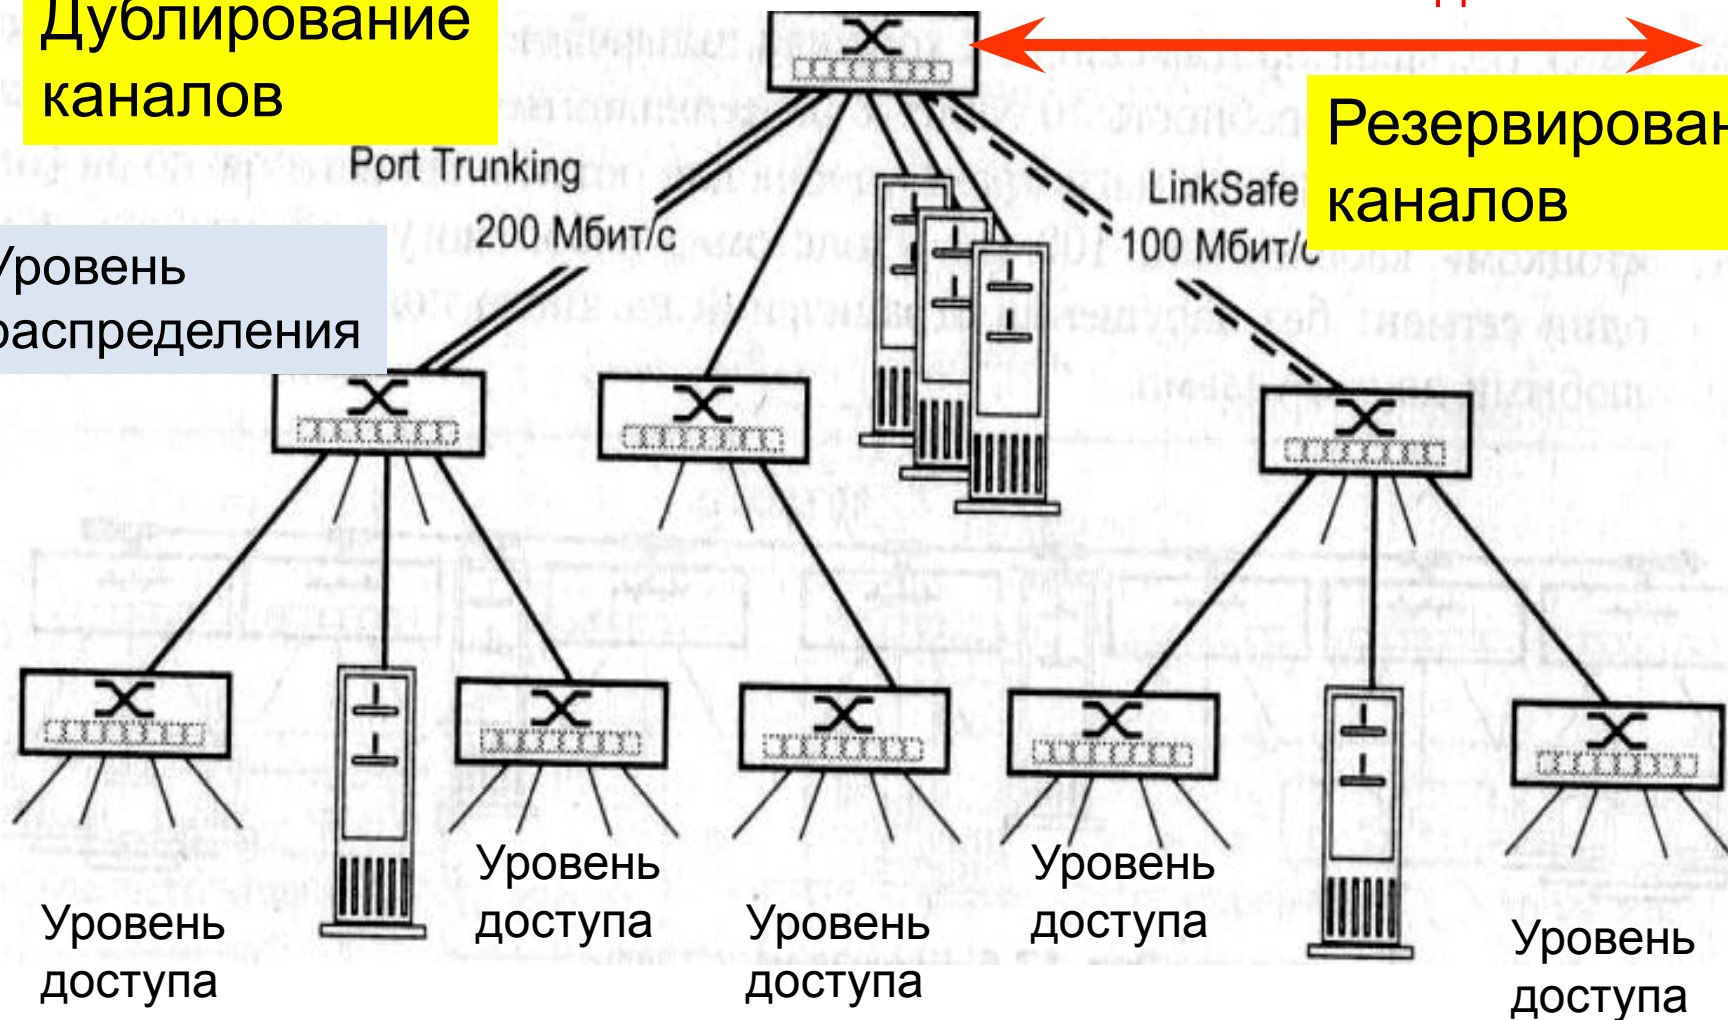 Дублирование
каналов
Резервирован
каналов
Port Trunking
200 Мбит/с
LinkSafe
100 Мбит/с
Уровень
распределения
Уровень
доступа
Уровень
доступа
Уровень
доступа
Уровень
доступа
Уровень
доступа